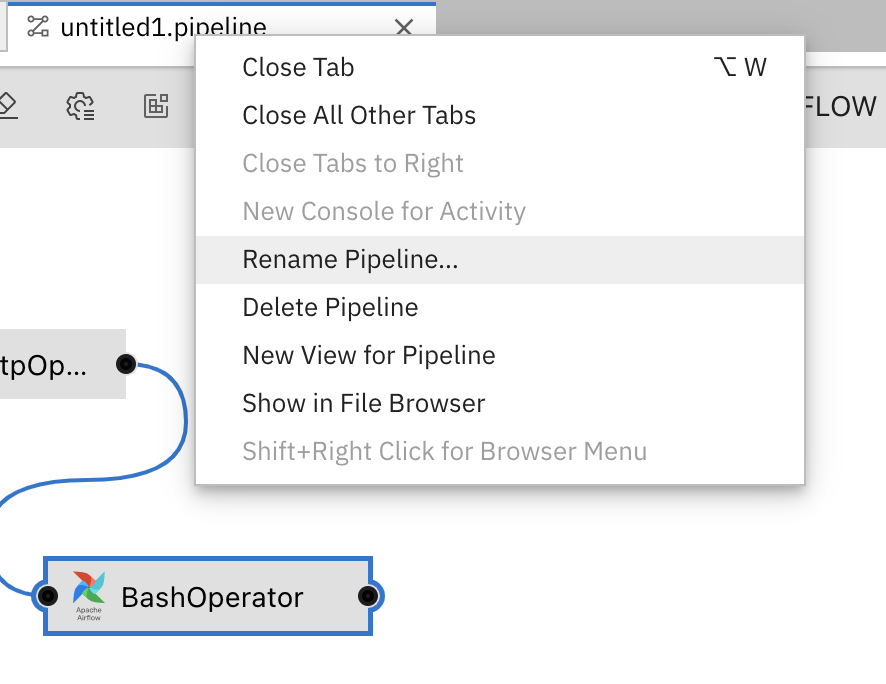 untitled1.pipeline
Close Tab ⌥ W
Close All Other Tabs
FLOW
Close Tabs to Right
New Console for Activity
Rename Pipeline...
Delete Pipeline
New View for Pipeline
tpOp...
Show in File Browser
Shift+Right Click for Browser Menu
BashOperator
Apache
Airflow